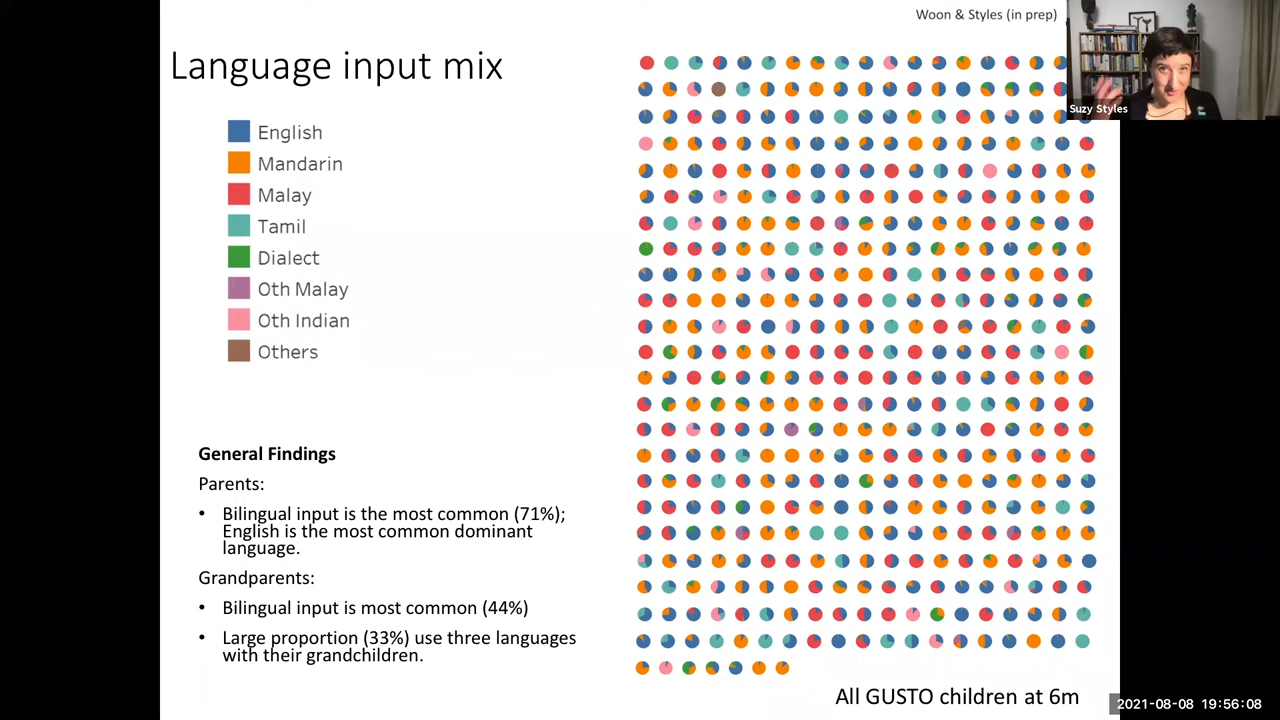 Woon & Styles (in prep)
Language input mix
Suzy Styles
English
Mandarin
Malay
Tamil
Dialect
Oth Malay
Oth Indian
Others
General Findings
Parents:
• Bilingual input is the most common (71%);
English is the most common dominant
language.
Grandparents:
• Bilingual input is most common (44%)
• Large proportion (33%) use three languages
with their grandchildren.
All GUSTO children at 6m
2021-08-08 19:56:08